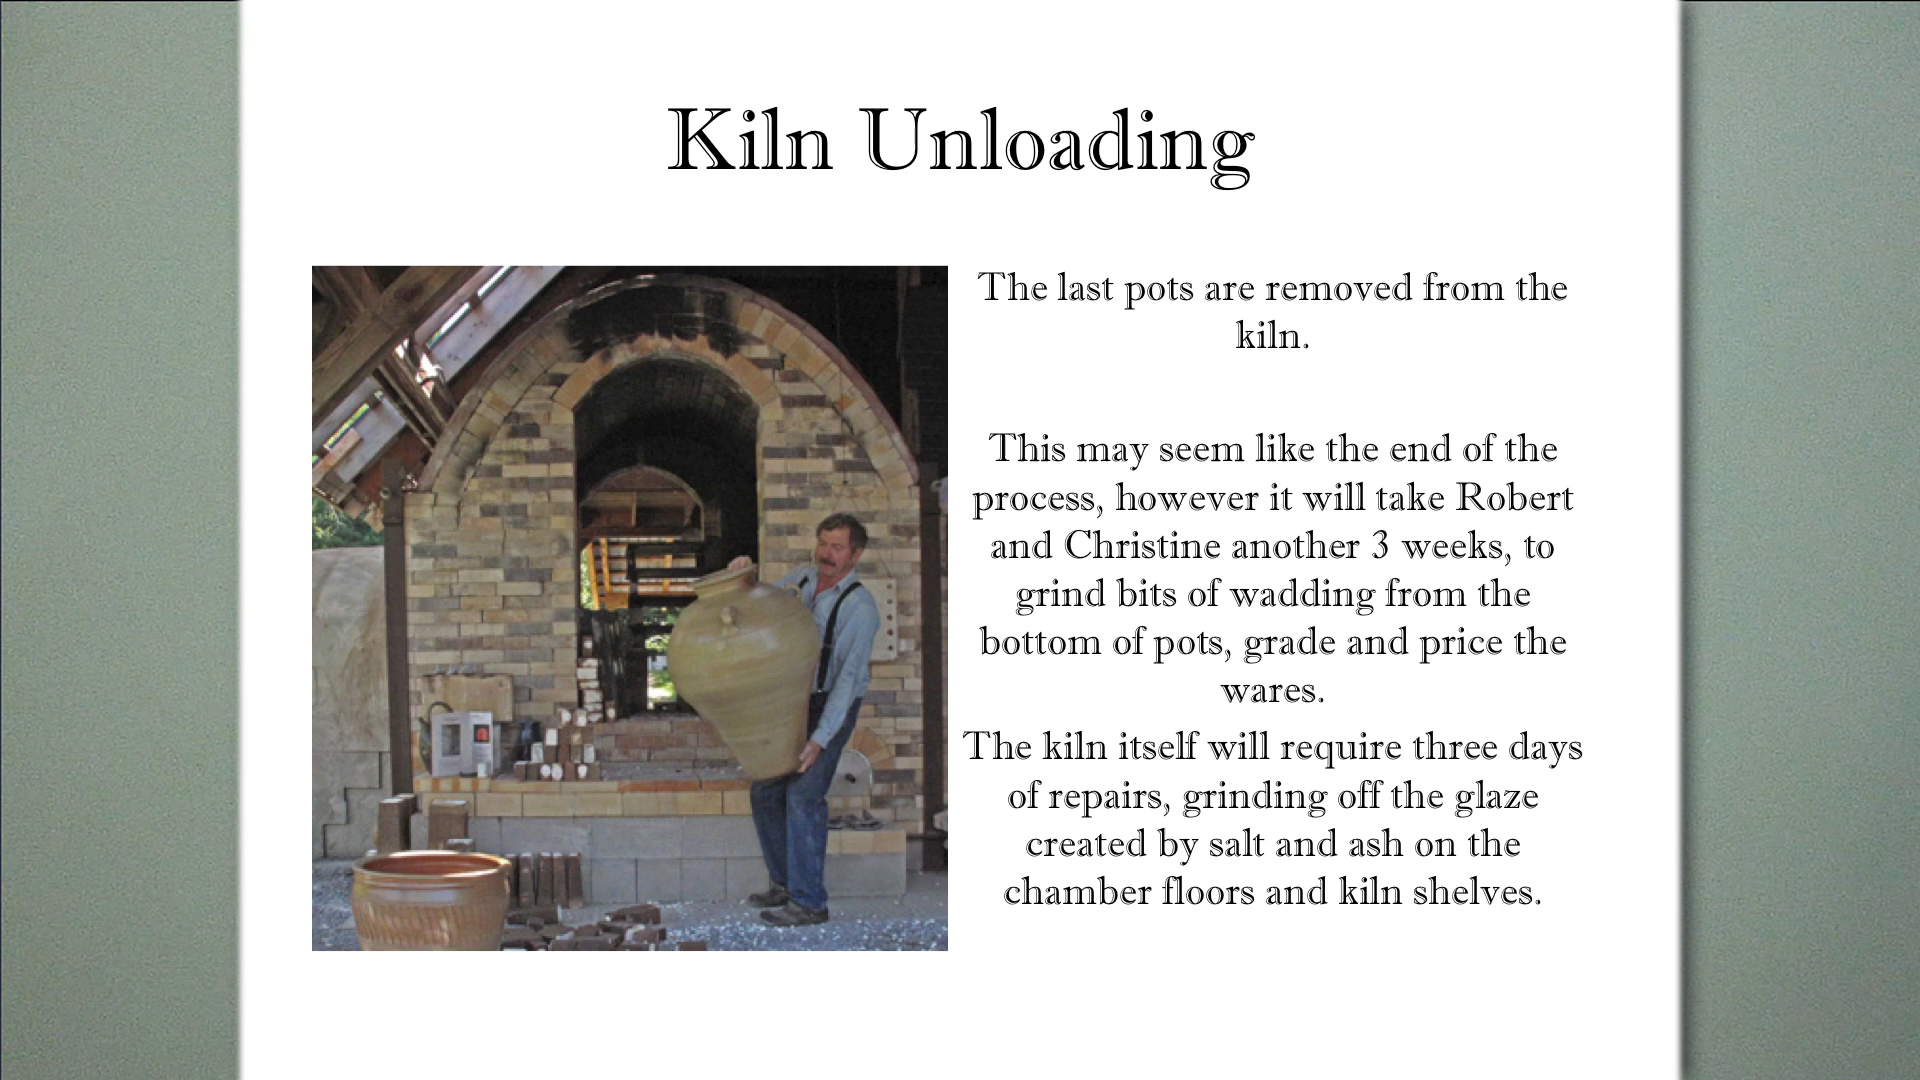 Kiln Unloading
The last pots are removed from the
kiln.
This may seem like the end of the
process, however it will take Robert
and Christine another 3 weeks, to
grind bits of wadding from the
bottom of pots, grade and price the
wares.
The kiln itself will require three days
of repairs, grinding off the glaze
created by salt and ash on the
chamber floors and kiln shelves.